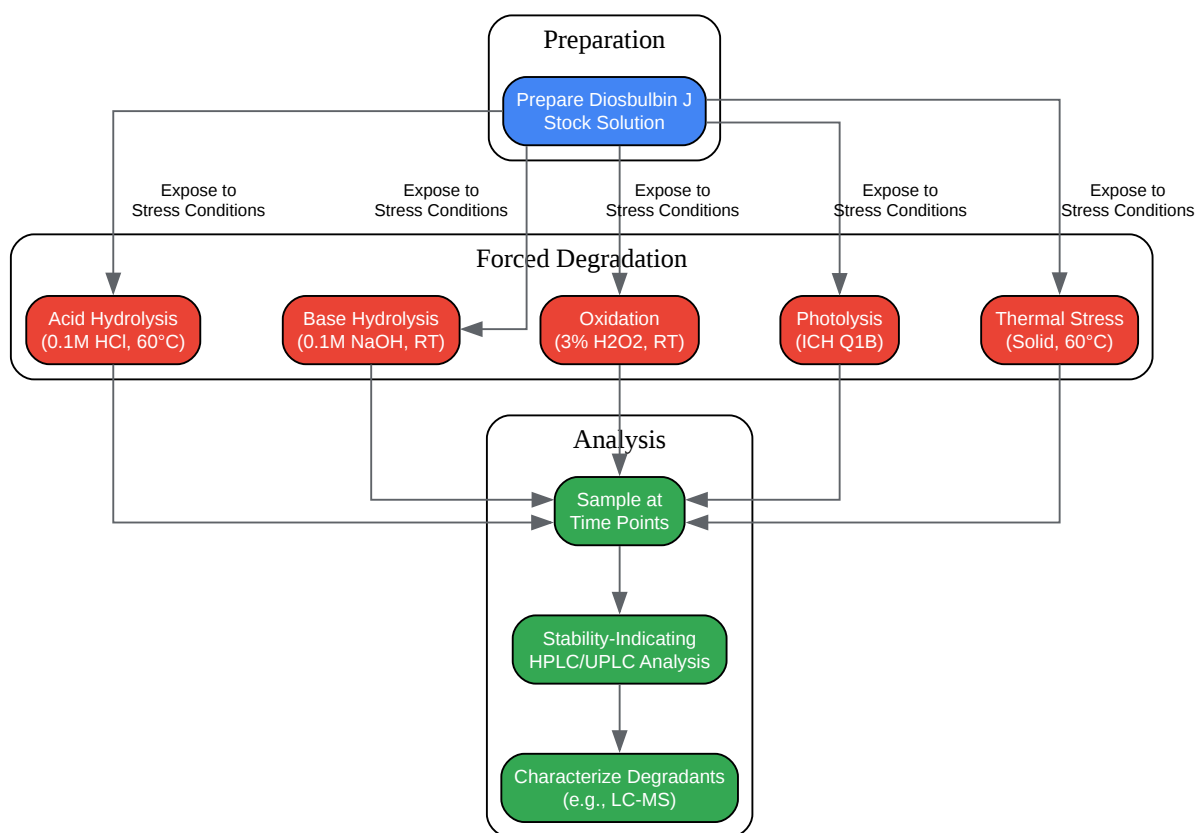 Preparation
Prepare Diosbulbin J
Stock Solution
Expose to
Stress Conditions
Expose to
Stress Conditions
Expose to
Stress Conditions
Expose to
Stress Conditions
Expose to
Stress Conditions
Forced Degradation
Acid Hydrolysis
(0.1M HCl, 60°C)
Base Hydrolysis
(0.1M NaOH, RT)
Oxidation
(3% H2O2, RT)
Photolysis
(ICH Q1B)
Thermal Stress
(Solid, 60°C)
Analysis
Sample at
Time Points
Stability-Indicating
HPLC/UPLC Analysis
Characterize Degradants
(e.g., LC-MS)